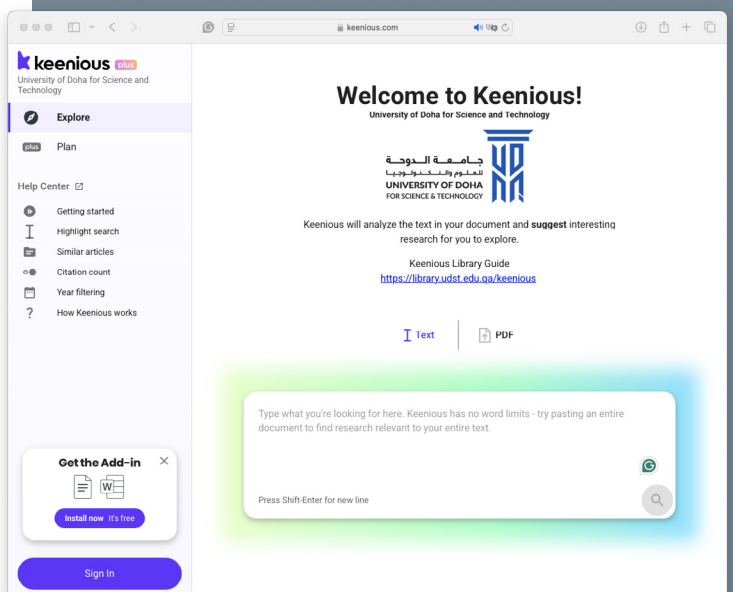 keenious.com
keenious plus
University of Doha for Science and
Technology
Explore
plus Plan
Help Center
Getting started
Highlight search
Similar articles
Citation count
Year filtering
? How Keenious works
Get the Add-in
W
Install now It's free
Sign In
Welcome to Keenious!
University of Doha for Science and Technology
جـــامـــعـــة الـــدوحـــة
للـعـلـوم والـتـكـنـولـوجـيـا
UNIVERSITY OF DOHA
FOR SCIENCE & TECHNOLOGY
Keenious will analyze the text in your document and suggest interesting
research for you to explore.
Keenious Library Guide
https://library.udst.edu.qa/keenious
Text
PDF
Type what you're looking for here. Keenious has no word limits - try pasting an entire
document to find research relevant to your entire text.
Press Shift-Enter for new line